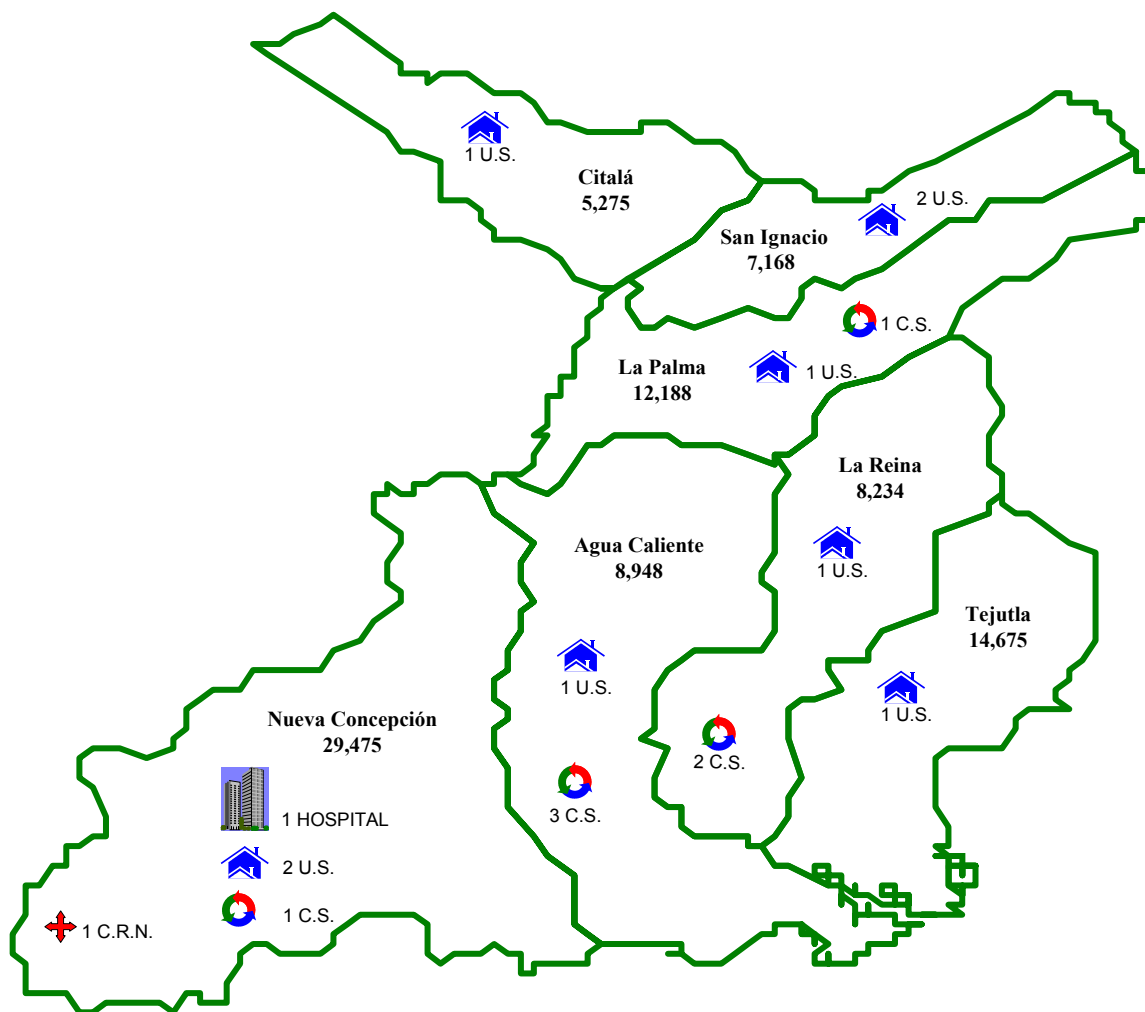 1 U.S.
Citalá
5,275
2 U.S.
San Ignacio
7,168
1 C.S.
La Palma
12,188
1 U.S.
La Reina
8,234
1 U.S.
Agua Caliente
8,948
1 U.S.
3 C.S.
2 C.S.
Tejutla
14,675
1 U.S.
Nueva Concepción
29,475
1 HOSPITAL
2 U.S.
1 C.S.
1 C.R.N.